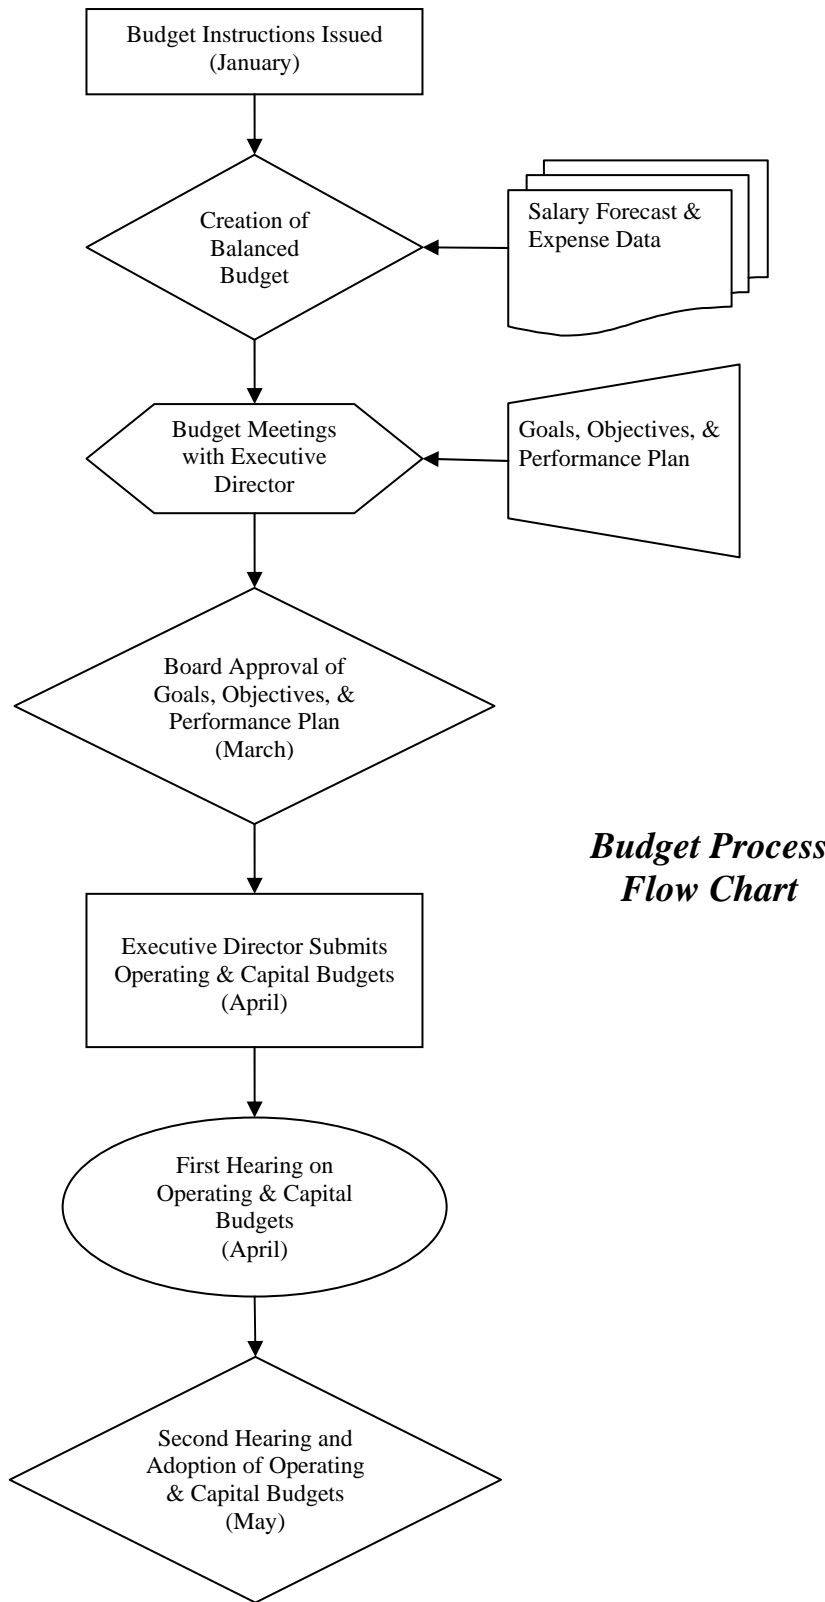 Budget Instructions Issued
(January)
Creation of
Balanced
Budget
Salary Forecast &
Expense Data
Budget Meetings
with Executive
Director
Goals, Objectives, &
Performance Plan
Board Approval of
Goals, Objectives, &
Performance Plan
(March)
Budget Process
Flow Chart
Executive Director Submits
Operating & Capital Budgets
(April)
First Hearing on
Operating & Capital
Budgets
(April)
Second Hearing and
Adoption of Operating
& Capital Budgets
(May)